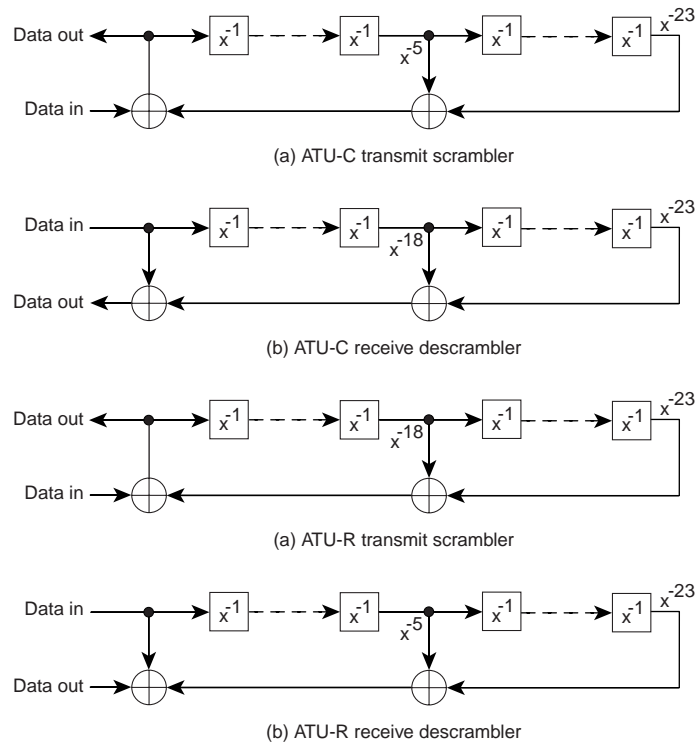 Data out x⁻¹ x⁻¹ x⁻⁵ x⁻¹ x⁻¹ x⁻²³
Data in
(a) ATU-C transmit scrambler
Data in x⁻¹ x⁻¹ x⁻¹⁸ x⁻¹ x⁻¹ x⁻²³
Data out
(b) ATU-C receive descrambler
Data out x⁻¹ x⁻¹ x⁻¹⁸ x⁻¹ x⁻¹ x⁻²³
Data in
(a) ATU-R transmit scrambler
Data in x⁻¹ x⁻¹ x⁻⁵ x⁻¹ x⁻¹ x⁻²³
Data out
(b) ATU-R receive descrambler